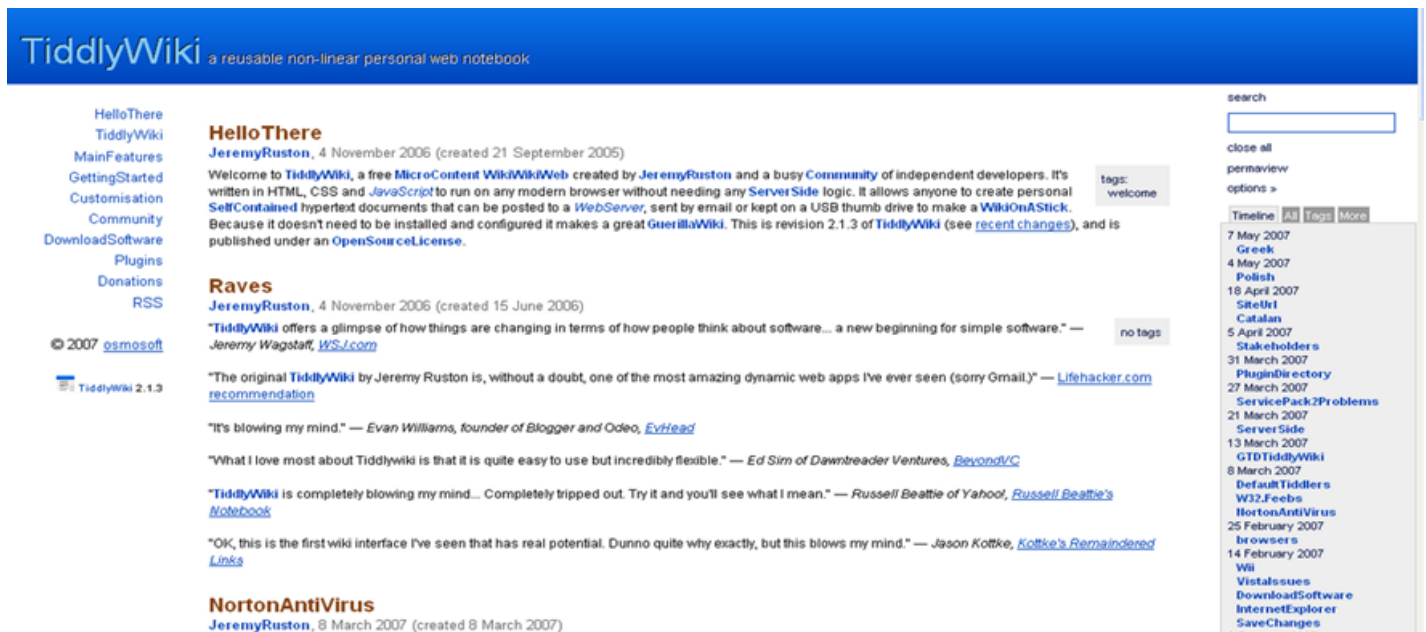 TiddlyWiki a reusable non-linear personal web notebook
HelloThere
TiddlyWiki
MainFeatures
GettingStarted
Customisation
Community
DownloadSoftware
Plugins
Donations
RSS
© 2007 osmosoft
TiddlyWiki 2.1.3
HelloThere
JeremyRuston, 4 November 2006 (created 21 September 2005)
Welcome to TiddlyWiki, a free MicroContent WikiWikiWeb created by JeremyRuston and a busy Community of independent developers. It's
written in HTML, CSS and JavaScript to run on any modern browser without needing any ServerSide logic. It allows anyone to create personal
SelfContained hypertext documents that can be posted to a WebServer, sent by email or kept on a USB thumb drive to make a WikiOnAStick.
Because it doesn't need to be installed and configured it makes a great GuerillaWiki. This is revision 2.1.3 of TiddlyWiki (see recent changes), and is
published under an OpenSourceLicense.
tags:
welcome
Raves
JeremyRuston, 4 November 2006 (created 15 June 2006)
"TiddlyWiki offers a glimpse of how things are changing in terms of how people think about software... a new beginning for simple software." —
Jeremy Wagstaff, WSJ.com
no tags
"The original TiddlyWiki by Jeremy Ruston is, without a doubt, one of the most amazing dynamic web apps I've ever seen (sorry Gmail.)" — Lifehacker.com
recommendation
"It's blowing my mind." — Evan Williams, founder of Blogger and Odeo, EvHead
"What I love most about Tiddlywiki is that it is quite easy to use but incredibly flexible." — Ed Sim of Dawntreader Ventures, BeyondVC
"TiddlyWiki is completely blowing my mind... Completely tripped out. Try it and you'll see what I mean." — Russell Beattie of Yahoo!, Russell Beattie's
Notebook
"OK, this is the first wiki interface I've seen that has real potential. Dunno quite why exactly, but this blows my mind." — Jason Kottke, Kottke's Remaindered
Links
NortonAntiVirus
JeremyRuston, 8 March 2007 (created 8 March 2007)
search
close all
permaview
options »
Timeline All Tags More
7 May 2007
Greek
4 May 2007
Polish
18 April 2007
SiteUrl
Catalan
5 April 2007
Stakeholders
31 March 2007
PluginDirectory
27 March 2007
ServicePack2Problems
21 March 2007
ServerSide
13 March 2007
GTDTiddlyWiki
8 March 2007
DefaultTiddlers
W32.Feebs
NortonAntiVirus
25 February 2007
browsers
14 February 2007
Wii
VistaIssues
DownloadSoftware
InternetExplorer
SaveChanges